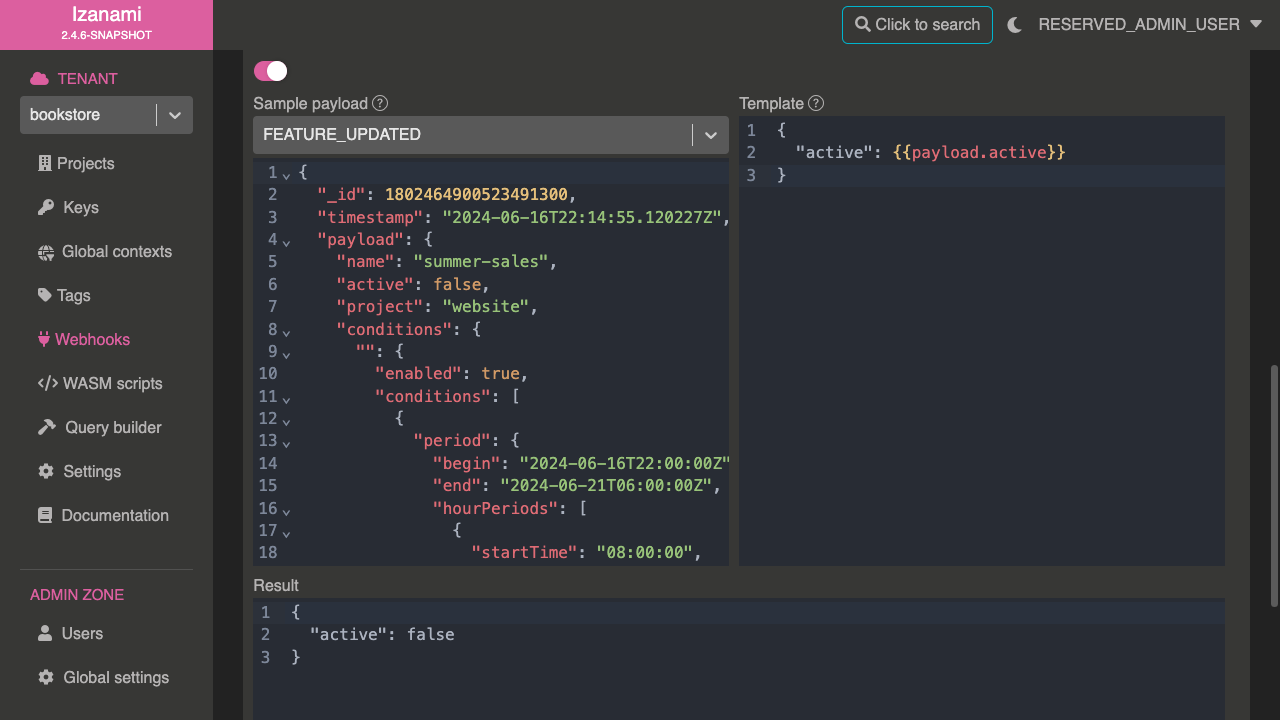 Izanami
2.4.6-SNAPSHOT
Click to search
RESERVED_ADMIN_USER
TENANT
bookstore
Projects
Keys
Global contexts
Tags
Webhooks
WASM scripts
Query builder
Settings
Documentation
ADMIN ZONE
Users
Global settings
Sample payload ?
FEATURE_UPDATED
1 {
2 "_id": 1802464900523491300,
3 "timestamp": "2024-06-16T22:14:55.120227Z",
4 "payload": {
5 "name": "summer-sales",
6 "active": false,
7 "project": "website",
8 "conditions": {
9 "": {
10 "enabled": true,
11 "conditions": [
12 {
13 "period": {
14 "begin": "2024-06-16T22:00:00Z"
15 "end": "2024-06-21T06:00:00Z",
16 "hourPeriods": [
17 {
18 "startTime": "08:00:00",
Template ?
1 {
2 "active": {{payload.active}}
3 }
Result
1 {
2 "active": false
3 }